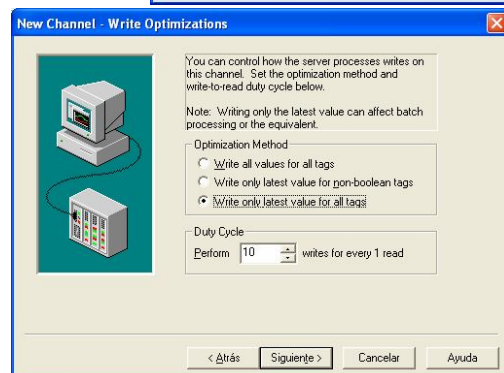 New Channel - Write Optimizations
You can control how the server processes writes on
this channel. Set the optimization method and
write-to-read duty cycle below.
Note: Writing only the latest value can affect batch
processing or the equivalent.
Optimization Method
Write all values for all tags
Write only latest value for non-boolean tags
Write only latest value for all tags
Duty Cycle
Perform 10 writes for every 1 read
< Atrás Siguiente > Cancelar Ayuda